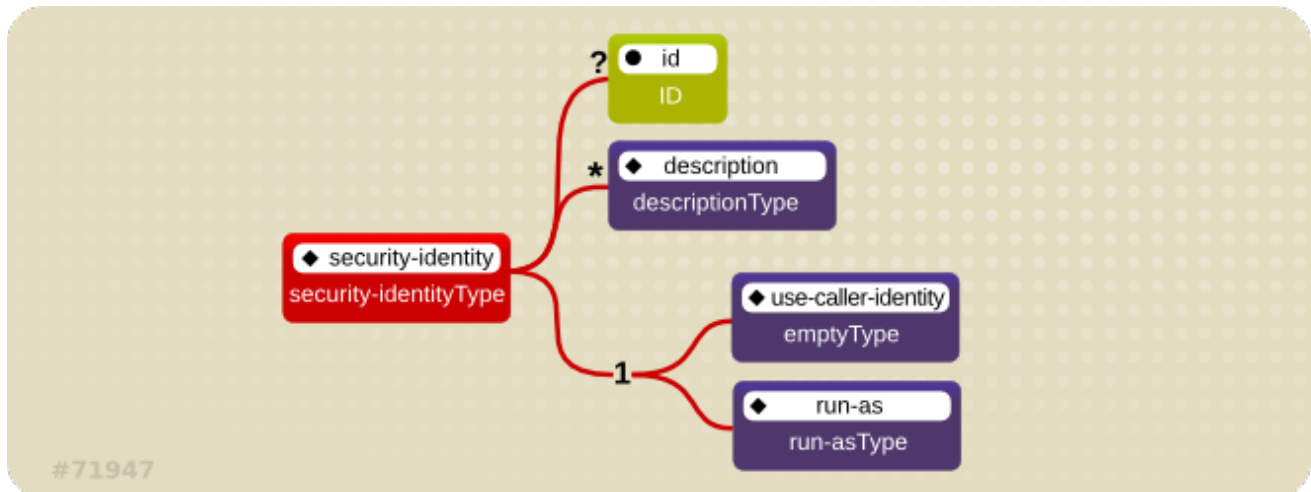 ?
id
ID
*
description
descriptionType
security-identity
security-identityType
use-caller-identity
emptyType
1
run-as
run-asType
#71947